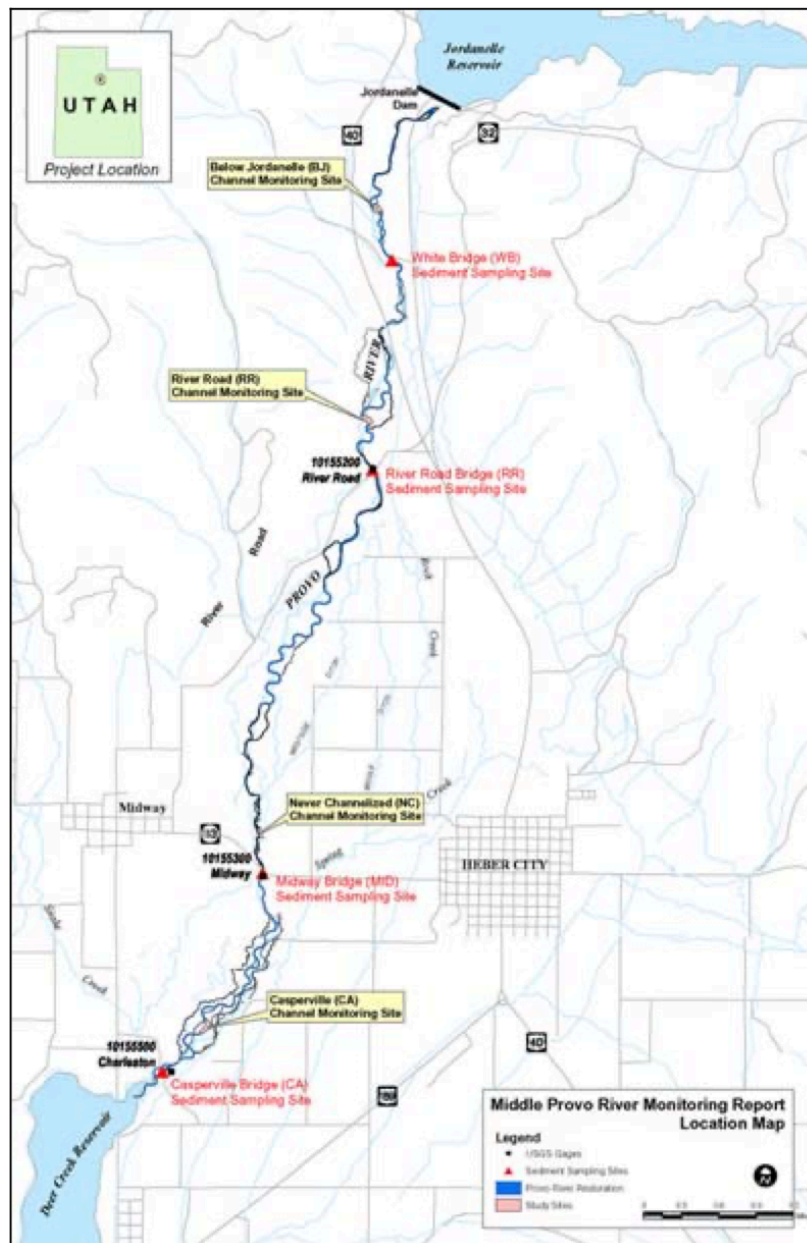 Jordanelle
Reservoir
UTAH
Project Location
Jordanelle
Dam
40
32
Below Jordanelle (BJ)
Channel Monitoring Site
White Bridge (WB)
Sediment Sampling Site
RIVER
River Road (RR)
Channel Monitoring Site
10155200
River Road
River Road Bridge (RR)
Sediment Sampling Site
River Road
PROVO
Creek
Creek
Never Channelized (NC)
Channel Monitoring Site
Midway
113
10155300
Midway
Spring
HEBER CITY
Midway Bridge (MID)
Sediment Sampling Site
Snake
Creek
Casperville (CA)
Channel Monitoring Site
10155500
Charleston
40
Casperville Bridge (CA)
Sediment Sampling Site
189
Deer Creek Reservoir
Middle Provo River Monitoring Report
Location Map
Legend
USGS Gages
Sediment Sampling Sites
Provo River Restoration
Study Sites